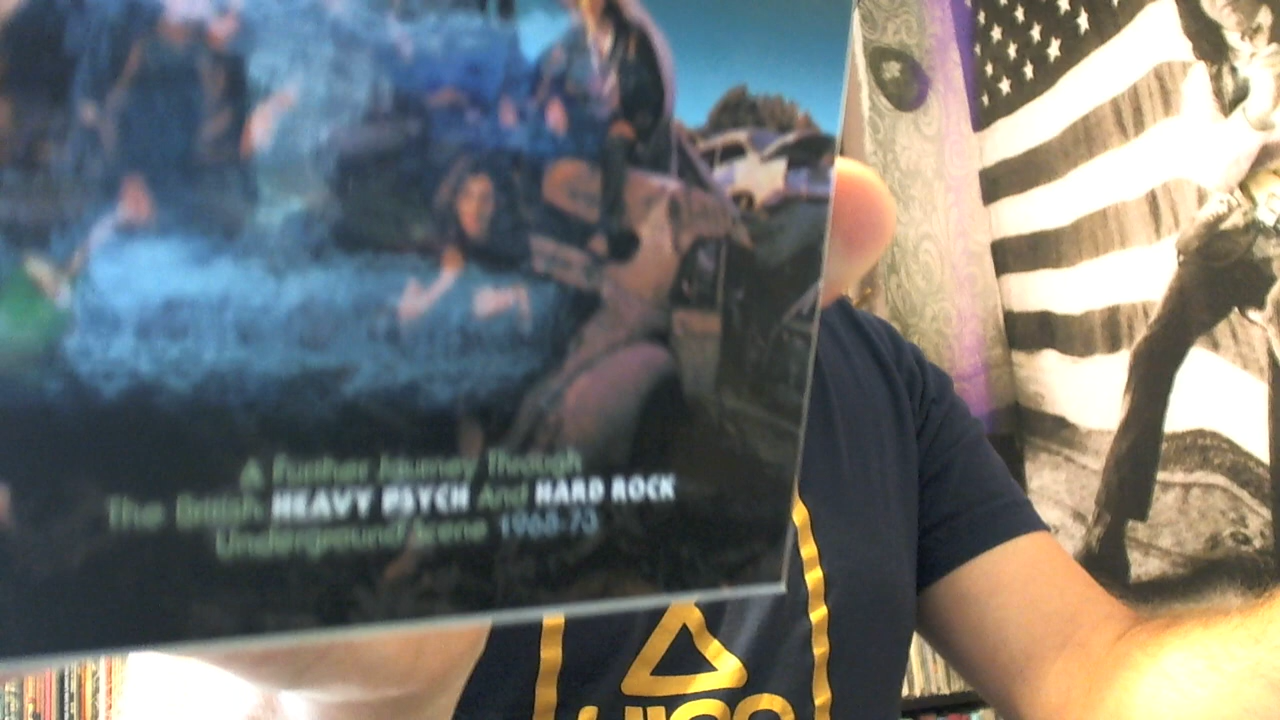 A Further Journey Through
The British HEAVY PSYCH And HARD ROCK
Underground Scene 1968-73